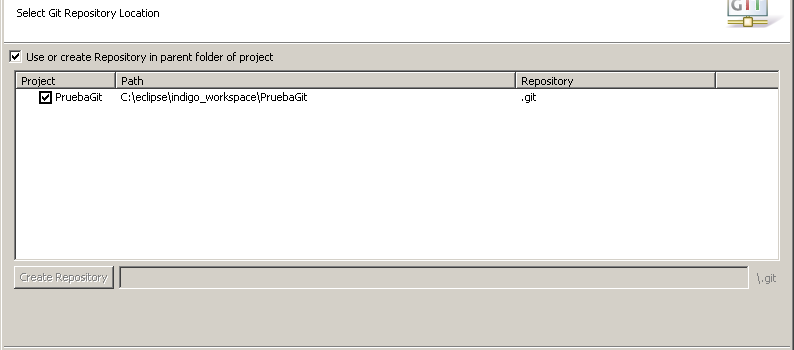 Select Git Repository Location
GIT
Use or create Repository in parent folder of project
Project Path Repository
PruebaGit C:\eclipse\indigo_workspace\PruebaGit .git
Create Repository \.git